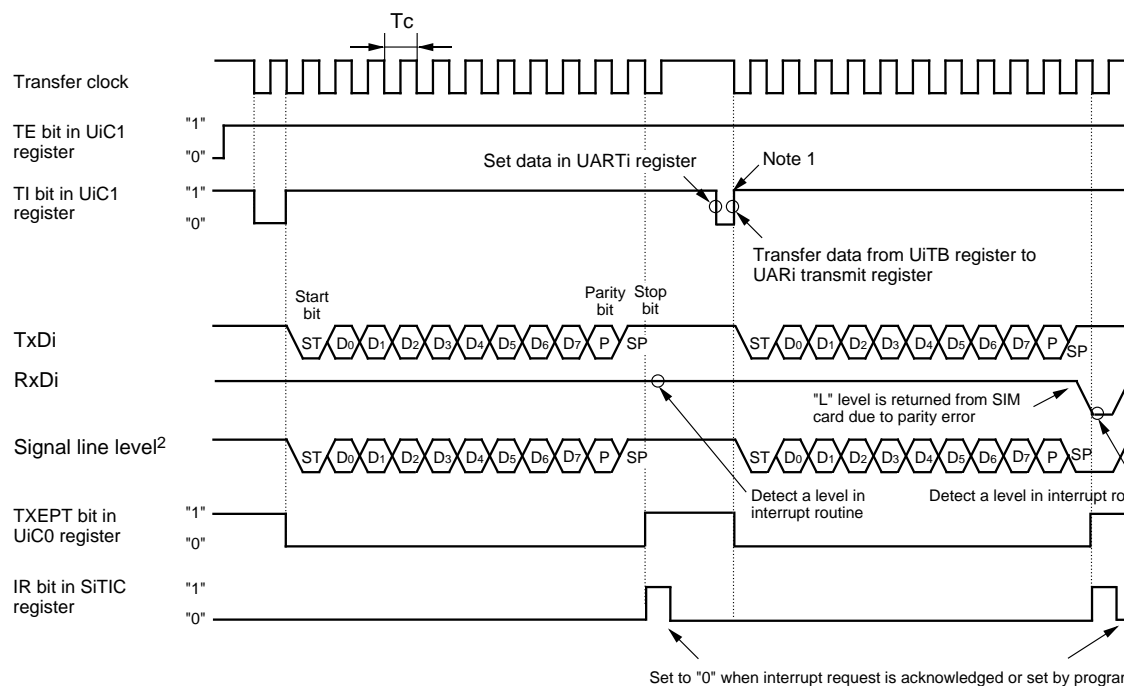 Tc
Transfer clock
TE bit in UiC1
register
"1"
"0"
Set data in UARTi register
Note 1
TI bit in UiC1
register
"1"
"0"
Transfer data from UiTB register to
UARi transmit register
Start
bit
Parity
bit
Stop
bit
TxDi
ST D0 D1 D2 D3 D4 D5 D6 D7 P SP
ST D0 D1 D2 D3 D4 D5 D6 D7 P SP
RxDi
"L" level is returned from SIM
card due to parity error
Signal line level2
ST D0 D1 D2 D3 D4 D5 D6 D7 P SP
ST D0 D1 D2 D3 D4 D5 D6 D7 P SP
Detect a level in
interrupt routine
Detect a level in interrupt ro
TXEPT bit in
UiC0 register
"1"
"0"
IR bit in SiTIC
register
"1"
"0"
Set to "0" when interrupt request is acknowledged or set by program